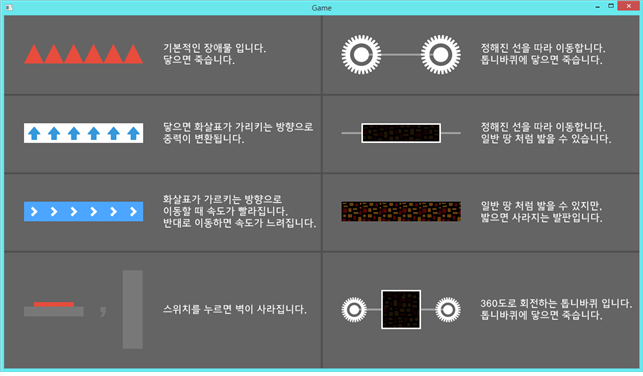 Game
기본적인 장애물 입니다.
닿으면 죽습니다.
정해진 선을 따라 이동합니다.
톱니바퀴에 닿으면 죽습니다.
닿으면 화살표가 가리키는 방향으로
중력이 변환됩니다.
정해진 선을 따라 이동합니다.
일반 땅 처럼 밟을 수 있습니다.
화살표가 가르키는 방향으로
이동할 때 속도가 빨라집니다.
반대로 이동하면 속도가 느려집니다.
일반 땅 처럼 밟을 수 있지만,
밟으면 사라지는 발판입니다.
,
스위치를 누르면 벽이 사라집니다.
360도로 회전하는 톱니바퀴 입니다.
톱니바퀴에 닿으면 죽습니다.